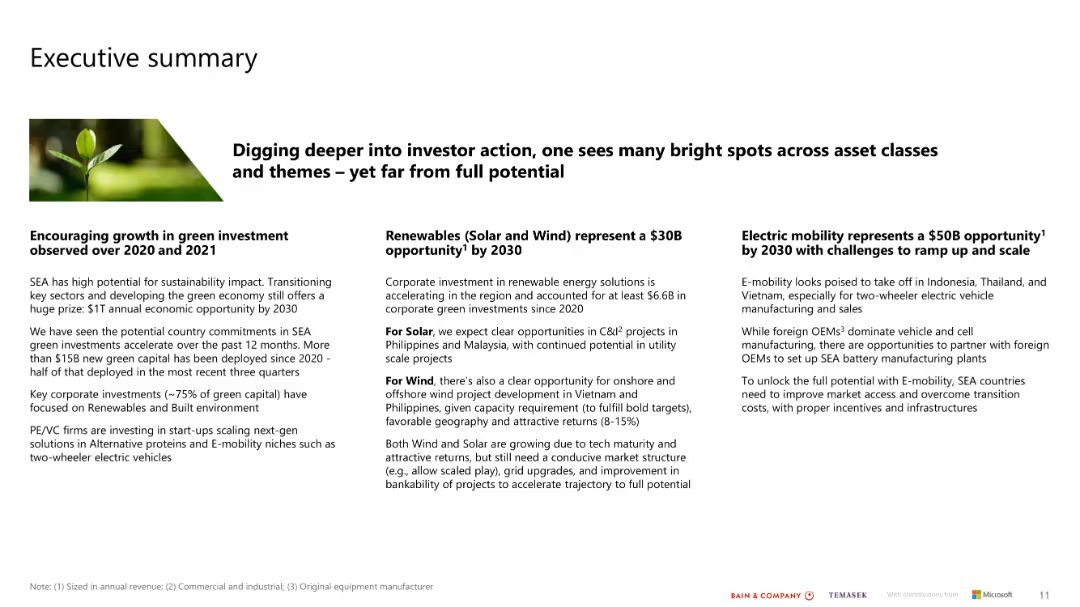 Executive summary
Digging deeper into investor action, one sees many bright spots across asset classes
and themes – yet far from full potential
Encouraging growth in green investment
observed over 2020 and 2021
SEA has high potential for sustainability impact. Transitioning
key sectors and developing the green economy still offers a
huge prize: $1T annual economic opportunity by 2030
We have seen the potential country commitments in SEA
green investments accelerate over the past 12 months. More
than $15B new green capital has been deployed since 2020 -
half of that deployed in the most recent three quarters
Key corporate investments (~75% of green capital) have
focused on Renewables and Built environment
PE/VC firms are investing in start-ups scaling next-gen
solutions in Alternative proteins and E-mobility niches such as
two-wheeler electric vehicles
Renewables (Solar and Wind) represent a $30B
opportunity¹ by 2030
Corporate investment in renewable energy solutions is
accelerating in the region and accounted for at least $6.6B in
corporate green investments since 2020
For Solar, we expect clear opportunities in C&I² projects in
Philippines and Malaysia, with continued potential in utility
scale projects
For Wind, there's also a clear opportunity for onshore and
offshore wind project development in Vietnam and
Philippines, given capacity requirement (to fulfill bold targets),
favorable geography and attractive returns (8-15%)
Both Wind and Solar are growing due to tech maturity and
attractive returns, but still need a conducive market structure
(e.g., allow scaled play), grid upgrades, and improvement in
bankability of projects to accelerate trajectory to full potential
Electric mobility represents a $50B opportunity¹
by 2030 with challenges to ramp up and scale
E-mobility looks poised to take off in Indonesia, Thailand, and
Vietnam, especially for two-wheeler electric vehicle
manufacturing and sales
While foreign OEMs³ dominate vehicle and cell
manufacturing, there are opportunities to partner with foreign
OEMs to set up SEA battery manufacturing plants
To unlock the full potential with E-mobility, SEA countries
need to improve market access and overcome transition
costs, with proper incentives and infrastructures
Note: (1) Sized in annual revenue; (2) Commercial and industrial; (3) Original equipment manufacturer
BAIN & COMPANY TEMASEK With contributions from Microsoft 11